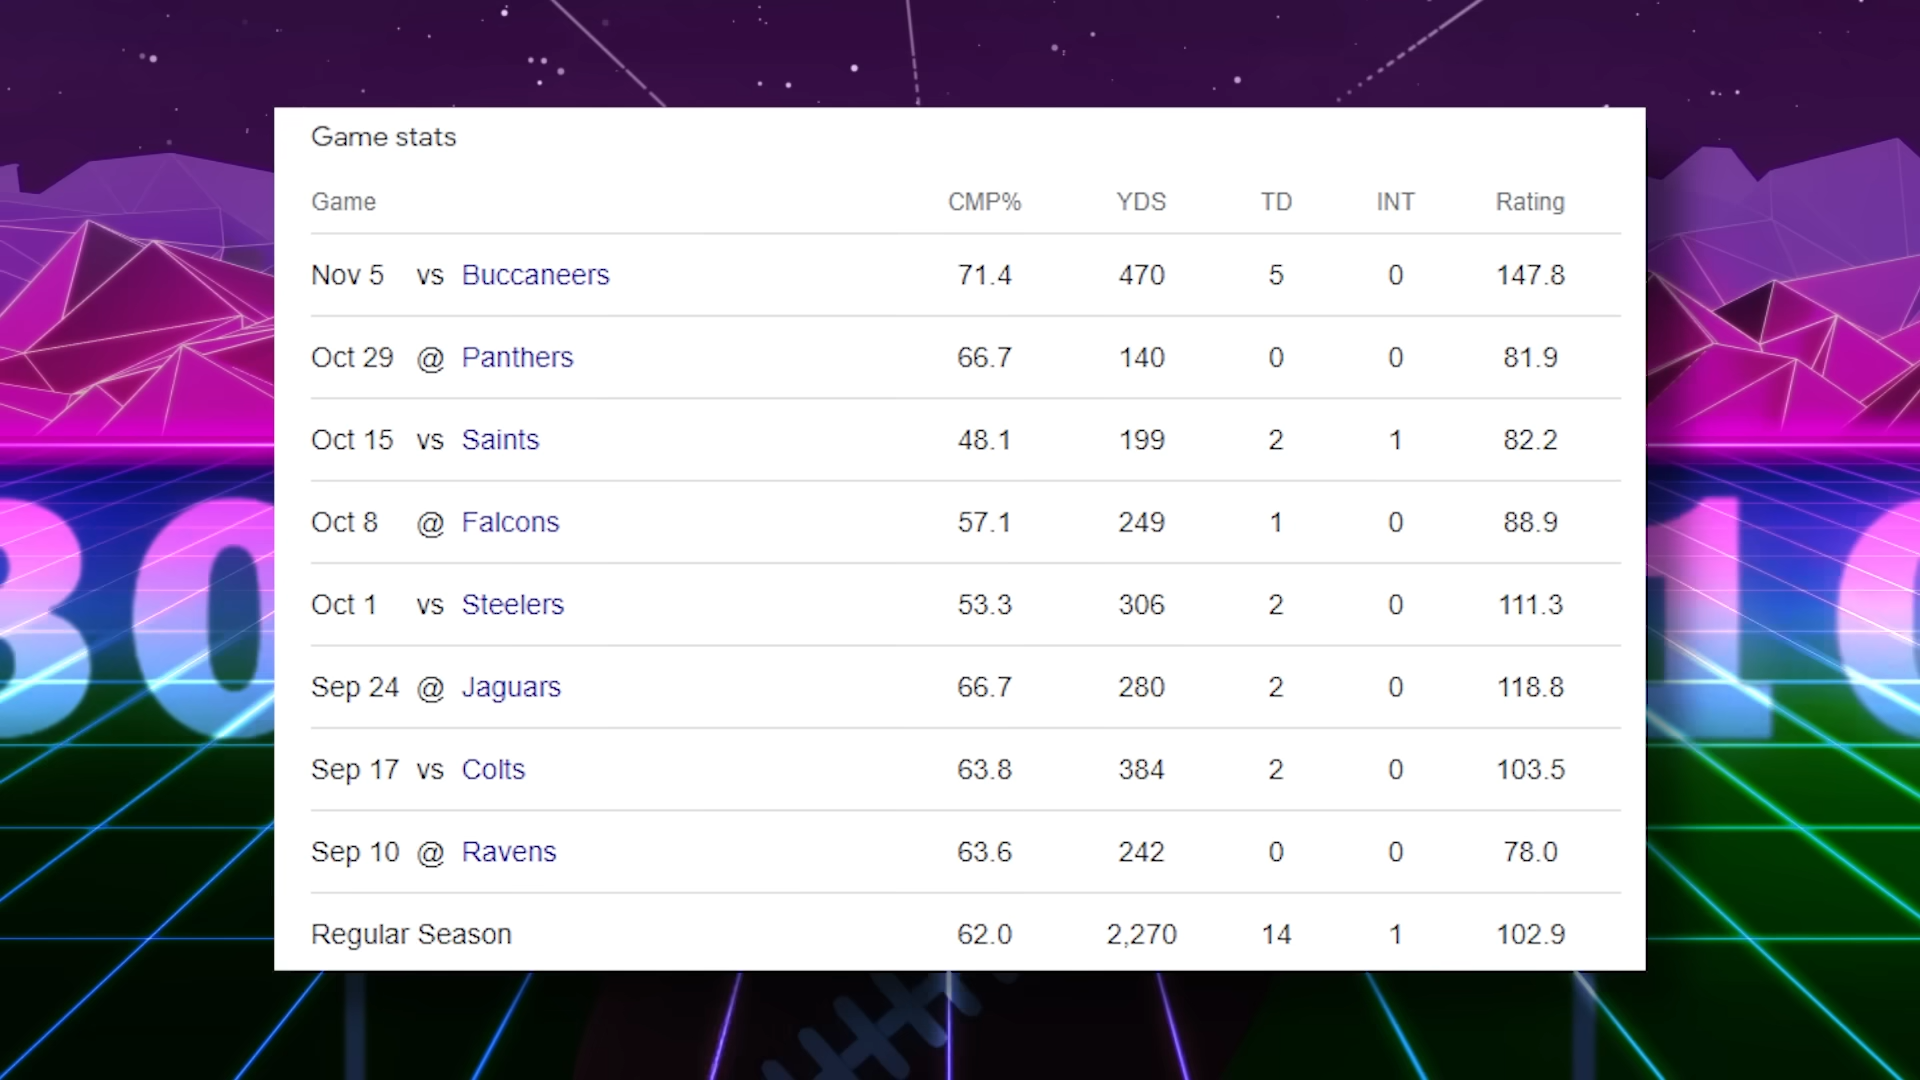 Game stats
Game CMP% YDS TD INT Rating
Nov 5 vs Buccaneers 71.4 470 5 0 147.8
Oct 29 @ Panthers 66.7 140 0 0 81.9
Oct 15 vs Saints 48.1 199 2 1 82.2
Oct 8 @ Falcons 57.1 249 1 0 88.9
Oct 1 vs Steelers 53.3 306 2 0 111.3
Sep 24 @ Jaguars 66.7 280 2 0 118.8
Sep 17 vs Colts 63.8 384 2 0 103.5
Sep 10 @ Ravens 63.6 242 0 0 78.0
Regular Season 62.0 2,270 14 1 102.9